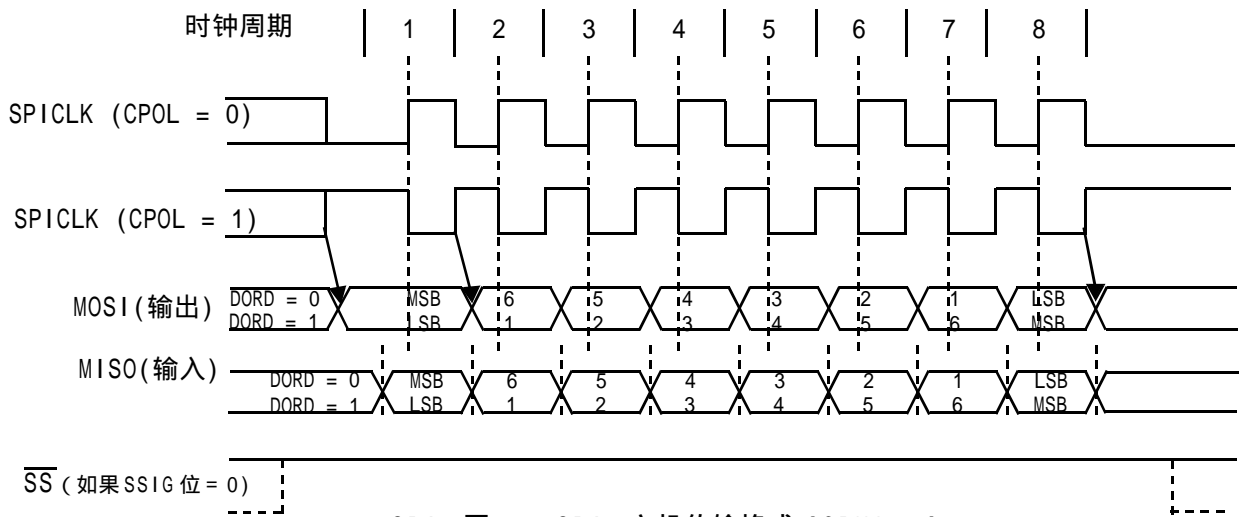 时钟周期 1 2 3 4 5 6 7 8
SPICLK (CPOL = 0)
SPICLK (CPOL = 1)
MOSI(输出) DORD = 0 MSB 6 5 4 3 2 1 LSB
DORD = 1 LSB 1 2 3 4 5 6 MSB
MISO(输入) DORD = 0 MSB 6 5 4 3 2 1 LSB
DORD = 1 LSB 1 2 3 4 5 6 MSB
SS (如果SSIG位=0)